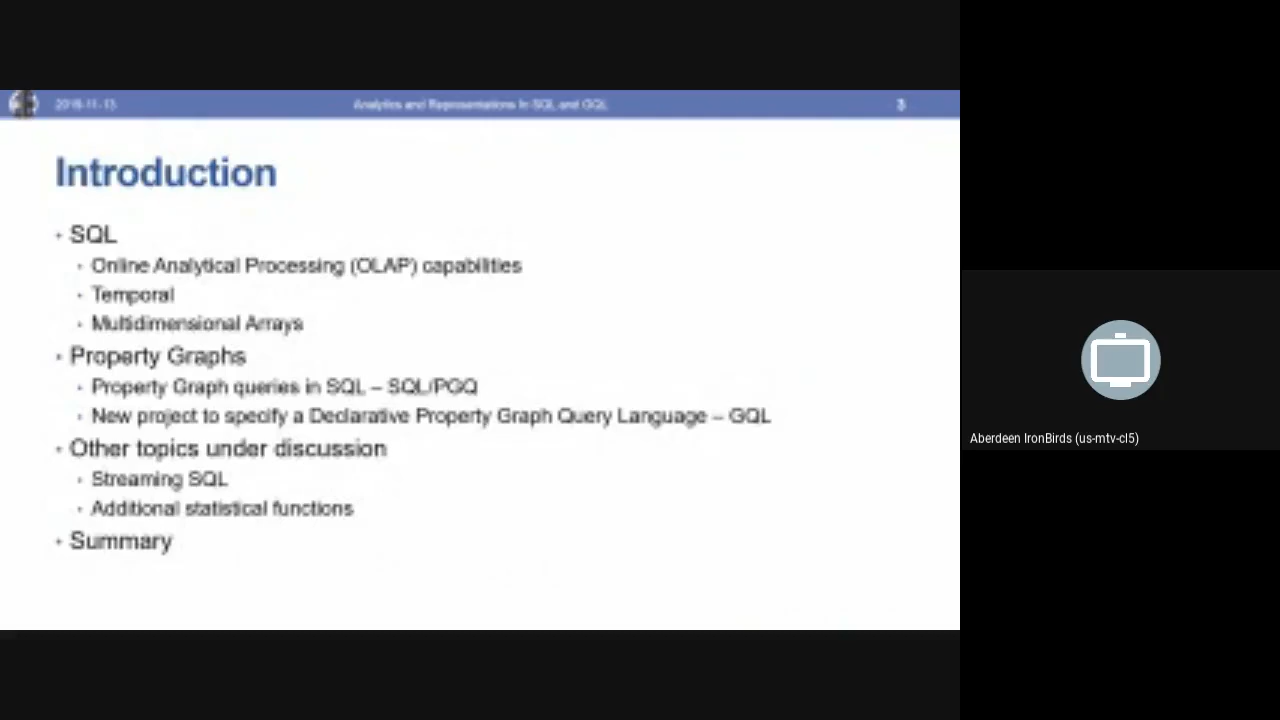 2019-11-13
Analytics and Representations in SQL and GQL
3
Introduction
• SQL
• Online Analytical Processing (OLAP) capabilities
• Temporal
• Multidimensional Arrays
• Property Graphs
• Property Graph queries in SQL – SQL/PGQ
• New project to specify a Declarative Property Graph Query Language – GQL
• Other topics under discussion
• Streaming SQL
• Additional statistical functions
• Summary
Aberdeen IronBirds (us-mtv-cl5)